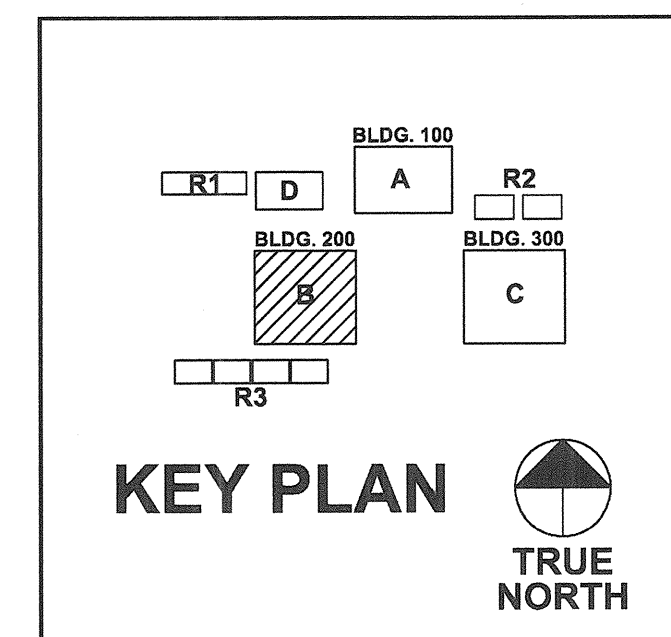 BLDG. 100
R1
D
A
R2
BLDG. 200
BLDG. 300
B
C
R3
KEY PLAN
TRUE
NORTH